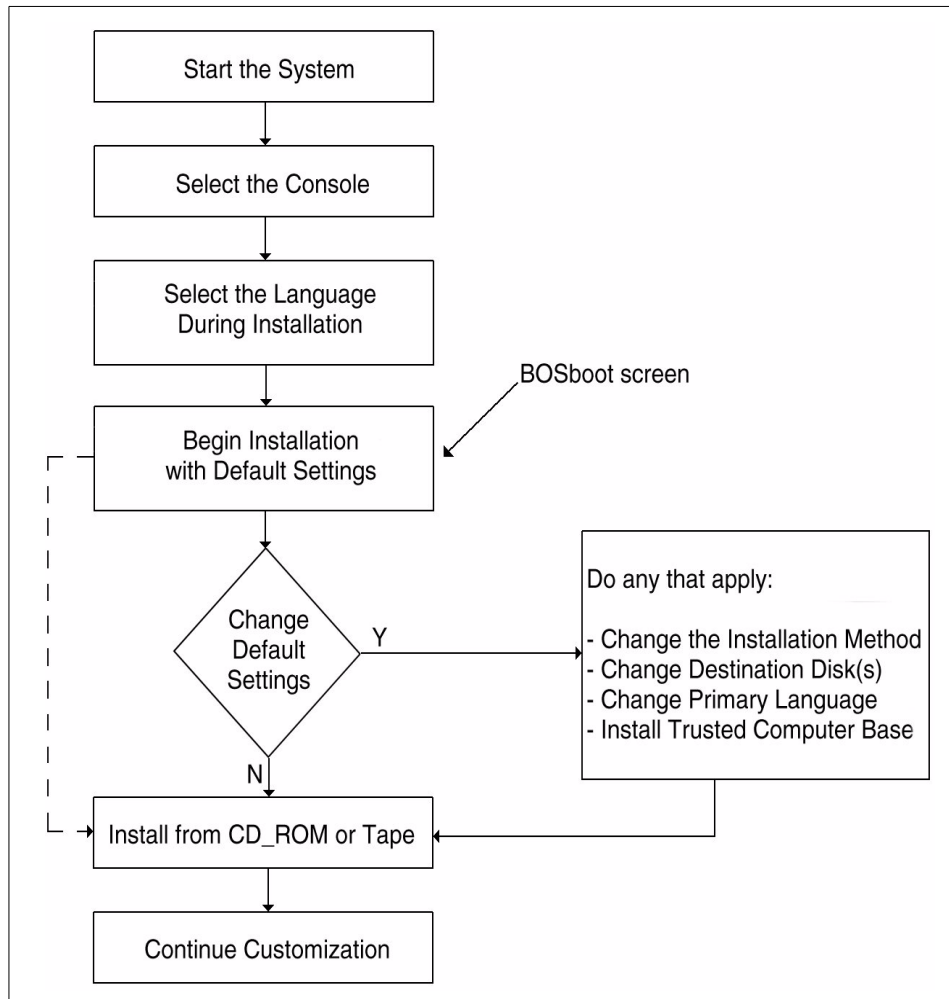 Start the System
Select the Console
Select the Language
During Installation
BOSboot screen
Begin Installation
with Default Settings
Change
Default
Settings
Y
Do any that apply:
- Change the Installation Method
- Change Destination Disk(s)
- Change Primary Language
- Install Trusted Computer Base
N
Install from CD_ROM or Tape
Continue Customization